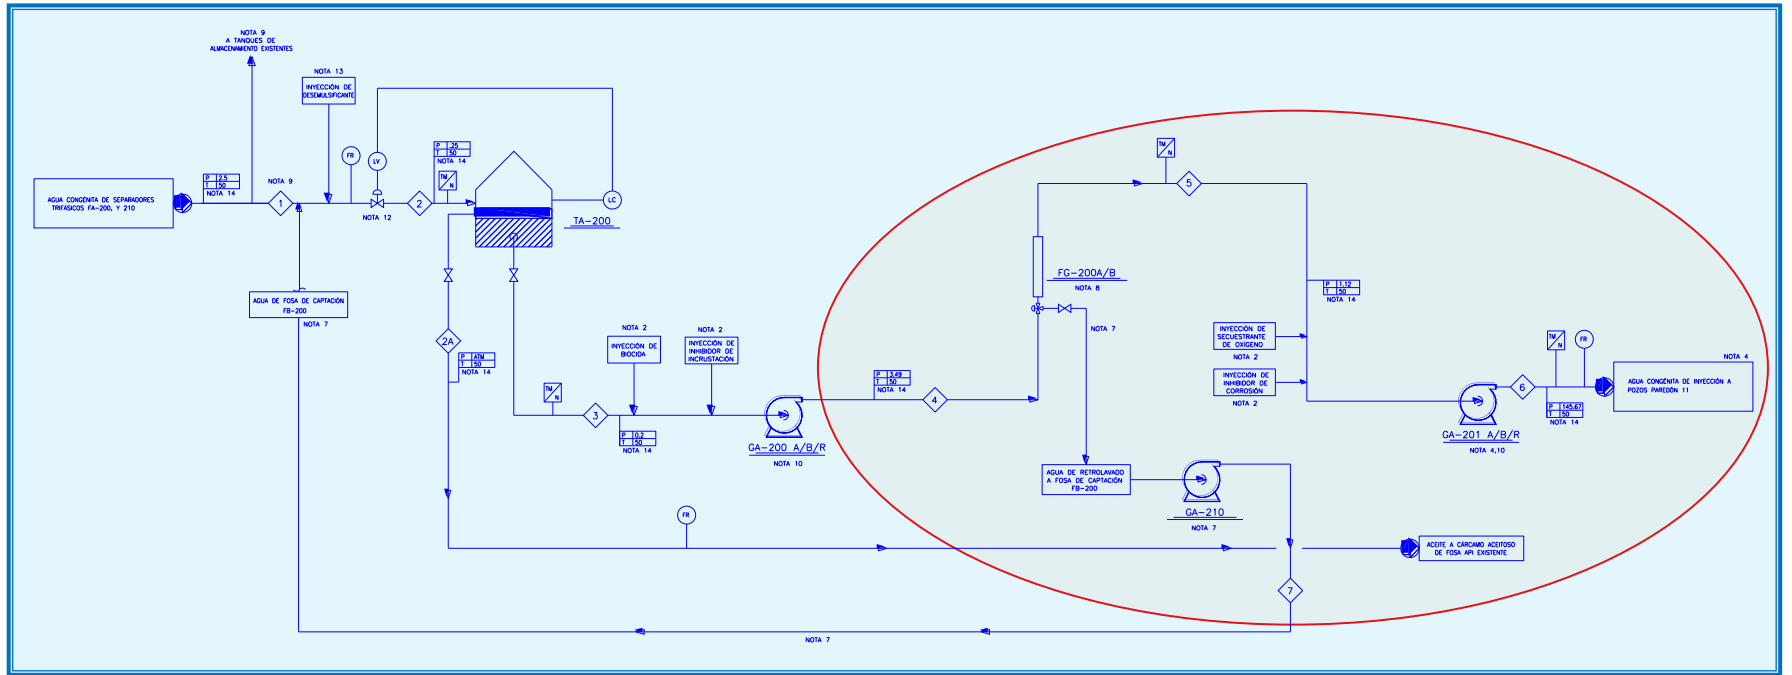 NOTA 9
A TANQUES DE
ALMACENAMIENTO EXISTENTES
NOTA 13
INYECCIÓN DE
DESEMULSIFICANTE
FR
LV
P 25
T 50
NOTA 14
TM
N
LC
TA-200
AGUA CONGÉNITA DE SEPARADORES
TRIFÁSICOS FA-200, Y 210
P 2.5
T 50
NOTA 14
NOTA 9
1
NOTA 12
2
AGUA DE FOSA DE CAPTACIÓN
FB-200
NOTA 7
2A
P ATM
T 50
NOTA 14
NOTA 2
INYECCIÓN DE
BIOCIDA
NOTA 2
INYECCIÓN DE
INHIBIDOR DE
INCRUSTACIÓN
TM
N
3
P 0.2
T 50
NOTA 14
GA-200 A/B/R
NOTA 10
P 3.49
T 50
NOTA 14
4
FG-200A/B
NOTA 8
NOTA 7
TM
N
5
P 1.12
T 50
NOTA 14
INYECCIÓN DE
SECUESTRANTE
DE OXÍGENO
NOTA 2
INYECCIÓN DE
INHIBIDOR DE
CORROSIÓN
NOTA 2
GA-201 A/B/R
NOTA 4,10
6
TM
N
FR
P 145.67
T 50
NOTA 14
NOTA 4
AGUA CONGÉNITA DE INYECCIÓN A
POZOS PAREDÓN 11
AGUA DE RETROLAVADO
A FOSA DE CAPTACIÓN
FB-200
GA-210
NOTA 7
FR
ACEITE A CÁRCAMO ACEITOSO
DE FOSA API EXISTENTE
7
NOTA 7